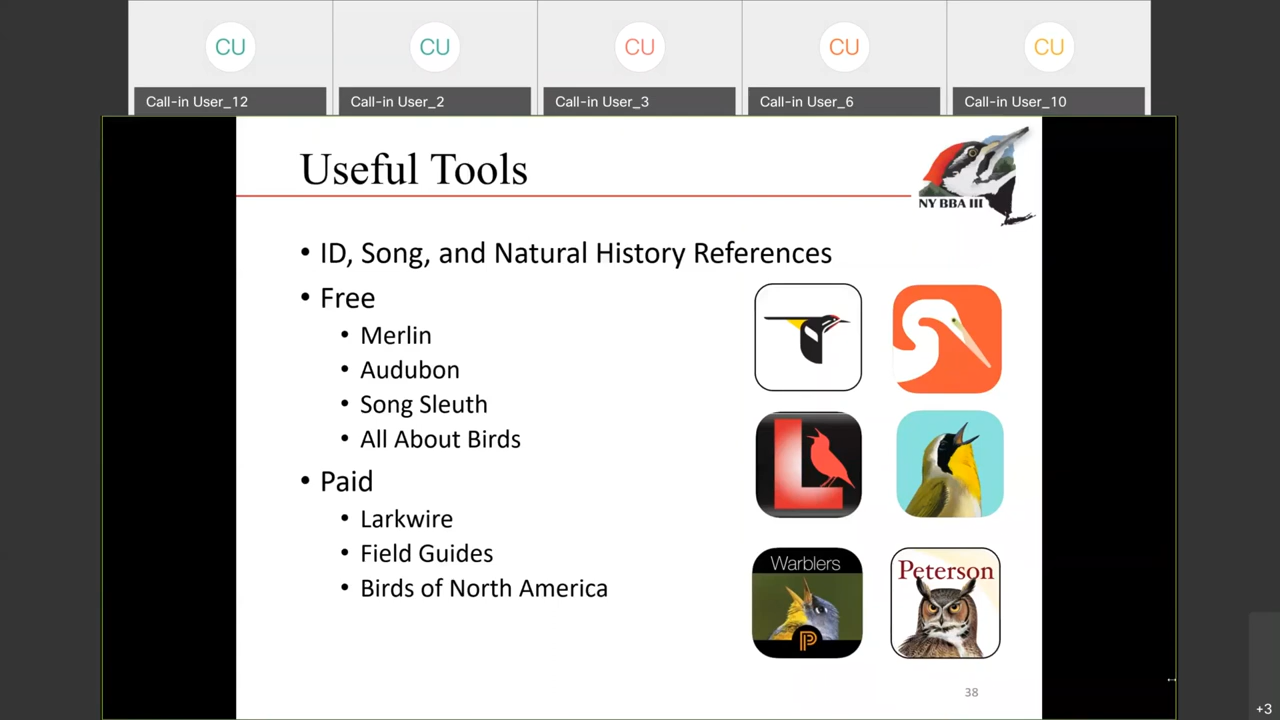 CU
CU
CU
CU
CU
Call-in User_12
Call-in User_2
Call-in User_3
Call-in User_6
Call-in User_10
Useful Tools
NY BBA III
• ID, Song, and Natural History References
• Free
• Merlin
• Audubon
• Song Sleuth
• All About Birds
• Paid
• Larkwire
• Field Guides
• Birds of North America
L
Warblers
P
Peterson
38
+3